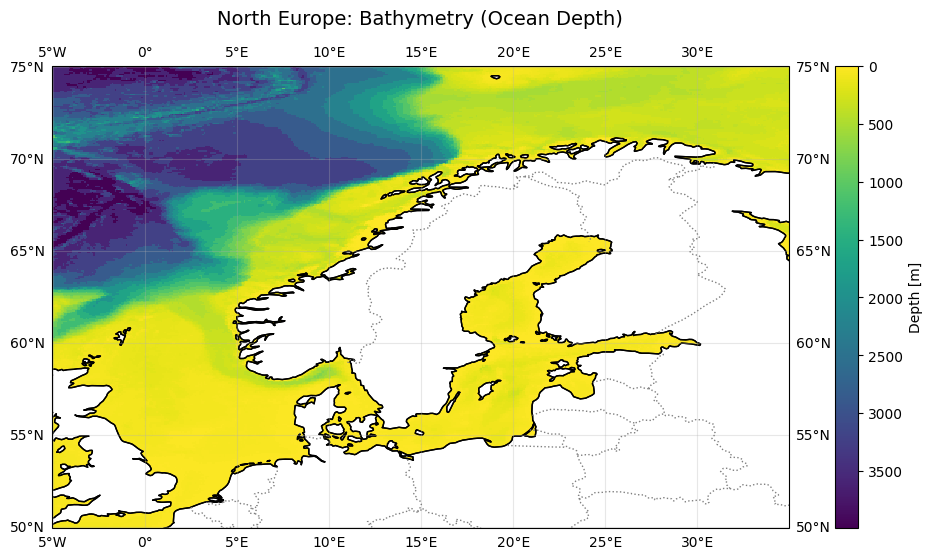 North Europe: Bathymetry (Ocean Depth)
5°W 0° 5°E 10°E 15°E 20°E 25°E 30°E
75°N 75°N 0
500
70°N 70°N 1000
1500
65°N 65°N
2000
Depth [m]
2500
60°N 60°N
3000
55°N 55°N
3500
50°N 50°N
5°W 0° 5°E 10°E 15°E 20°E 25°E 30°E